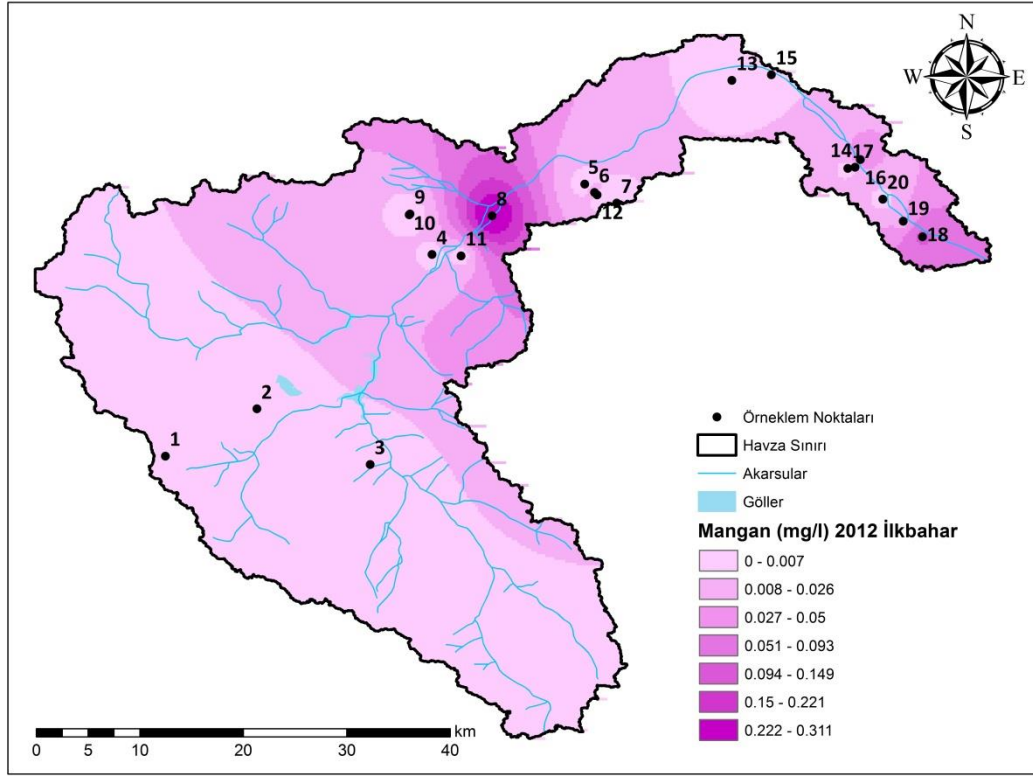 N
W E
S
13
15
14 17
5
6
7
16 20
9
8
12
19
10
4
11
18
2
1
3
Örneklem Noktaları
Havza Sınırı
Akarsular
Göller
Mangan (mg/l) 2012 İlkbahar
0 - 0.007
0.008 - 0.026
0.027 - 0.05
0.051 - 0.093
0.094 - 0.149
0.15 - 0.221
0.222 - 0.311
km
0 5 10 20 30 40